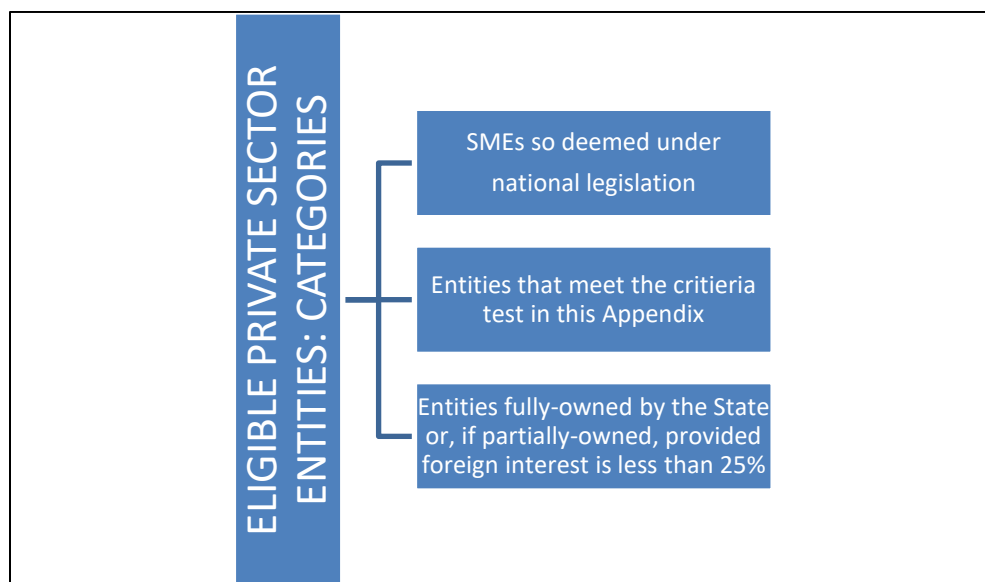 ELIGIBLE PRIVATE SECTOR
ENTITIES: CATEGORIES
SMEs so deemed under
national legislation
Entities that meet the critieria
test in this Appendix
Entities fully-owned by the State
or, if partially-owned, provided
foreign interest is less than 25%